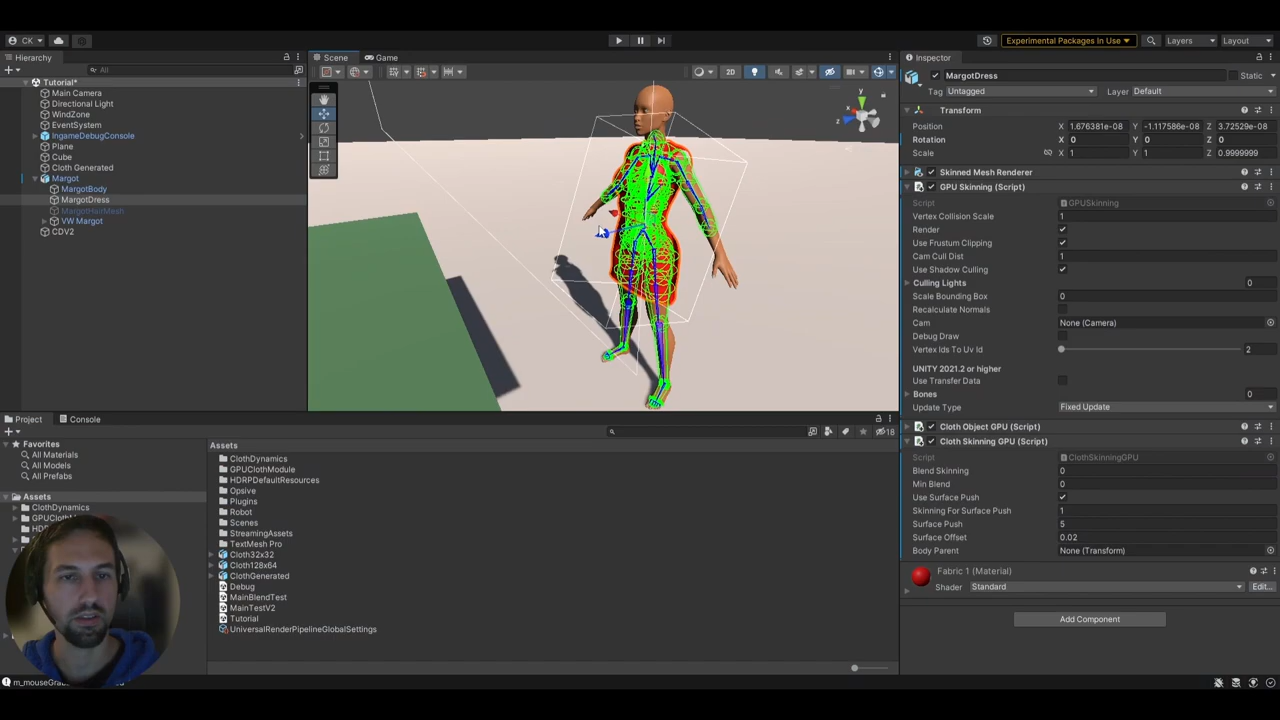 CK
Experimental Packages In Use
Layers
Layout
Hierarchy
All
Tutorial*
Main Camera
Directional Light
WindZone
EventSystem
IngameDebugConsole
Plane
Cube
Cloth Generated
Margot
MargotBody
MargotDress
MargotHairMesh
VW Margot
CDV2
Scene
Game
2D
y
x
z
Inspector
MargotDress
Static
Tag Untagged Layer Default
Transform
Position X 1.676381e-08 Y -1.117586e-08 Z 3.72529e-08
Rotation X 0 Y 0 Z 0
Scale X 1 Y 1 Z 0.9999999
Skinned Mesh Renderer
GPU Skinning (Script)
Script GPUSkinning
Vertex Collision Scale 1
Render
Use Frustum Clipping
Cam Cull Dist 1
Use Shadow Culling
Culling Lights 0
Scale Bounding Box 0
Recalculate Normals
Cam None (Camera)
Debug Draw
Vertex Ids To Uv Id 2
UNITY 2021.2 or higher
Use Transfer Data
Bones 0
Update Type Fixed Update
Cloth Object GPU (Script)
Cloth Skinning GPU (Script)
Script ClothSkinningGPU
Blend Skinning 0
Min Blend 0
Use Surface Push
Skinning For Surface Push 1
Surface Push 5
Surface Offset 0.02
Body Parent None (Transform)
Fabric 1 (Material)
Shader Standard Edit...
Add Component
Project
Console
18
Favorites
All Materials
All Models
All Prefabs
Assets
ClothDynamics
Assets
ClothDynamics
GPUClothModule
HDRPDefaultResources
Opsive
Plugins
Robot
Scenes
StreamingAssets
TextMesh Pro
Cloth32x32
Cloth128x64
ClothGenerated
Debug
MainBlendTest
MainTestV2
Tutorial
UniversalRenderPipelineGlobalSettings